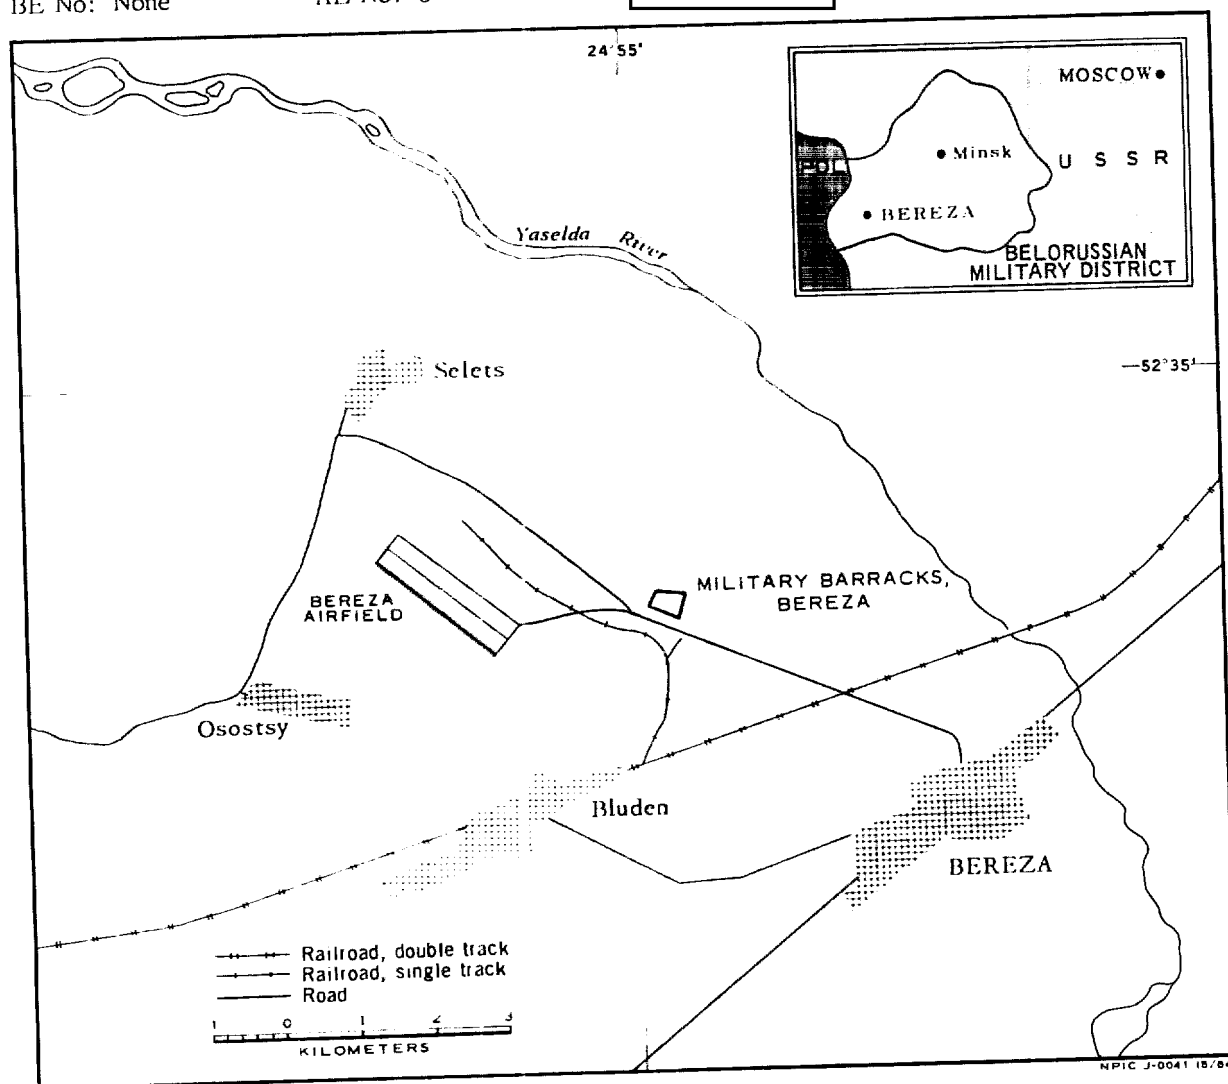 BE No: None
24°55'
MOSCOW
POL
Minsk
U S S R
BEREZA
BELORUSSIAN
MILITARY DISTRICT
Yaselda River
52°35'
Selets
MILITARY BARRACKS,
BEREZA
BEREZA
AIRFIELD
Osostsy
Bluden
BEREZA
Railroad, double track
Railroad, single track
Road
1 0 1 2 3
KILOMETERS